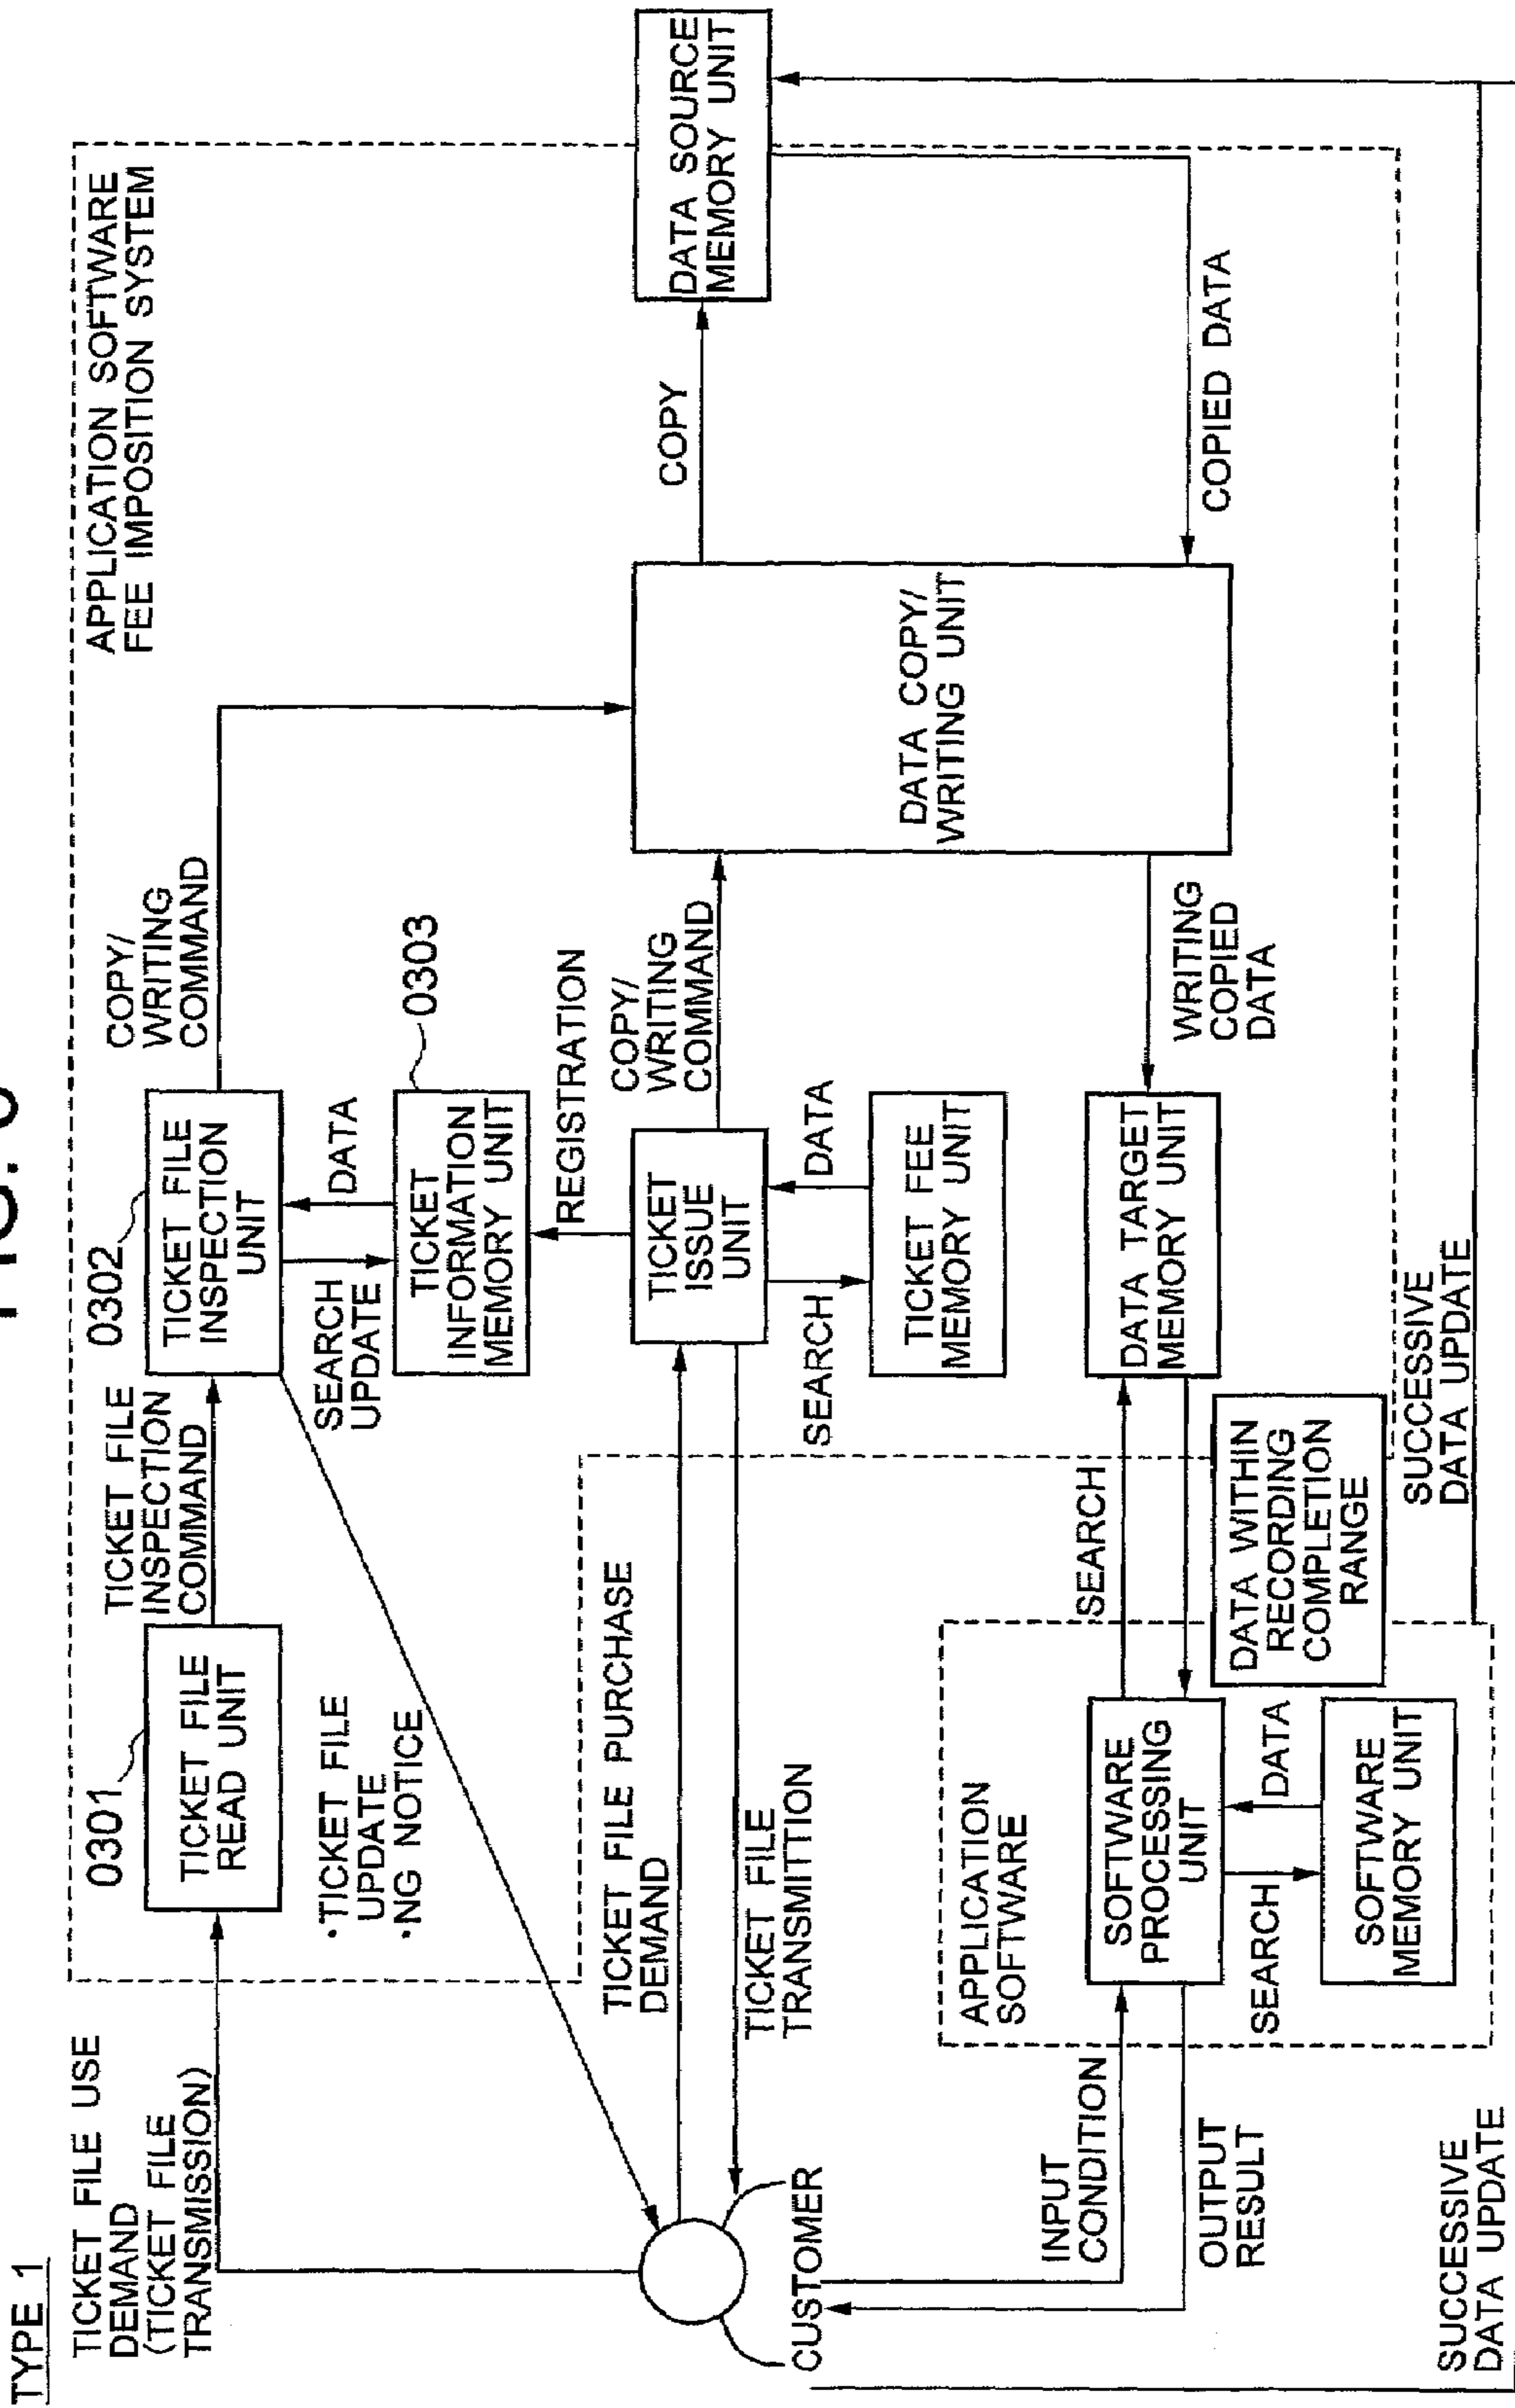 TYPE 1
TICKET FILE USE
DEMAND
(TICKET FILE
TRANSMISSION)
0301
TICKET FILE
READ UNIT
TICKET FILE
INSPECTION
COMMAND
0302
TICKET FILE
INSPECTION
UNIT
COPY/
WRITING
COMMAND
APPLICATION SOFTWARE
FEE IMPOSITION SYSTEM
・TICKET FILE
UPDATE
・NG NOTICE
SEARCH
UPDATE
DATA
TICKET
INFORMATION
MEMORY UNIT
0303
REGISTRATION
TICKET FILE PURCHASE
DEMAND
TICKET FILE
TRANSMITTION
TICKET
ISSUE
UNIT
COPY/
WRITING
COMMAND
COPY
DATA SOURCE
MEMORY UNIT
CUSTOMER
SEARCH
DATA
TICKET FEE
MEMORY UNIT
DATA COPY/
WRITING UNIT
APPLICATION
SOFTWARE
INPUT
CONDITION
OUTPUT
RESULT
SOFTWARE
PROCESSING
UNIT
SEARCH
DATA TARGET
MEMORY UNIT
WRITING
COPIED
DATA
COPIED DATA
DATA WITHIN
RECORDING
COMPLETION
RANGE
SEARCH
DATA
SOFTWARE
MEMORY UNIT
SUCCESSIVE
DATA UPDATE
SUCCESSIVE
DATA UPDATE